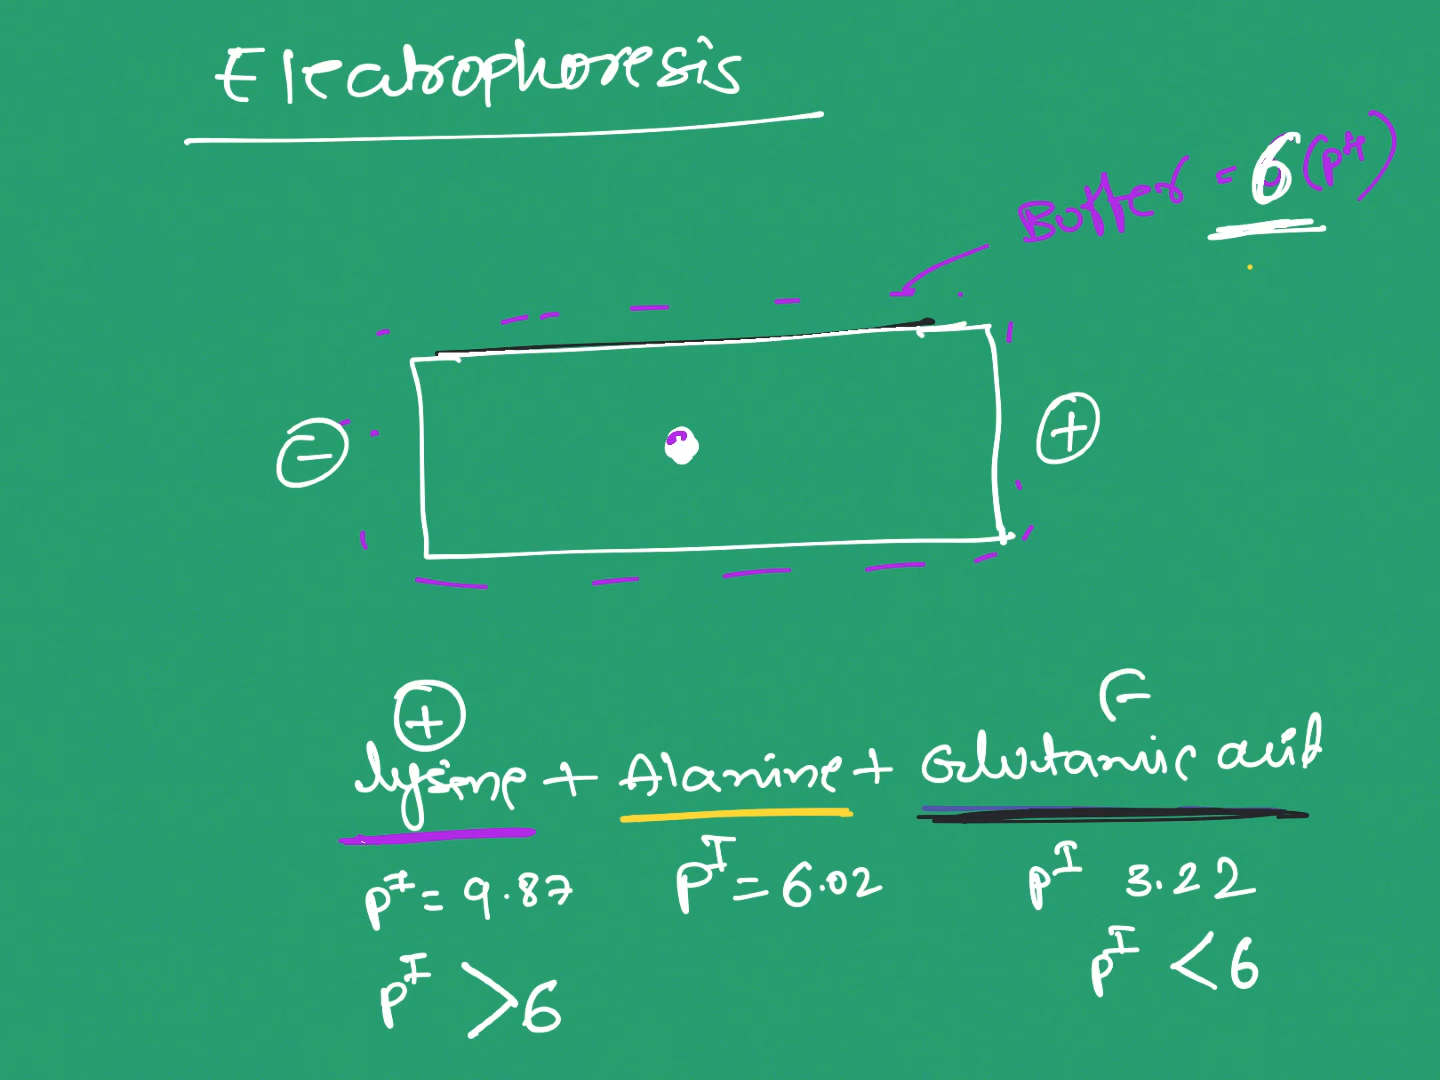 Electrophoresis
Buffer = 6 (pH)
- +
+ -
lysine + Alanine + Glutamic acid
pI = 9.87 pI = 6.02 pI 3.22
pI > 6 pI < 6